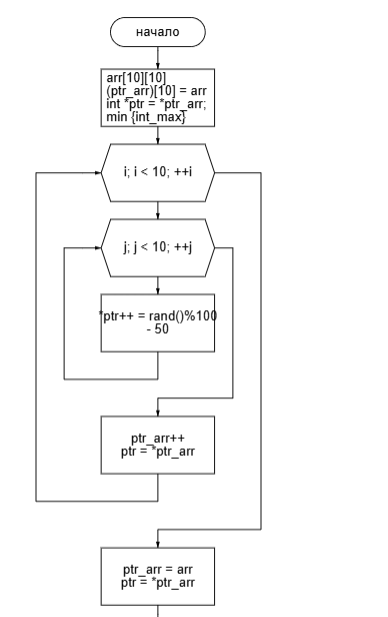 начало
arr[10][10]
(ptr_arr)[10] = arr
int *ptr = *ptr_arr;
min {int_max}
i; i < 10; ++i
j; j < 10; ++j
*ptr++ = rand()%100
- 50
ptr_arr++
ptr = *ptr_arr
ptr_arr = arr
ptr = *ptr_arr